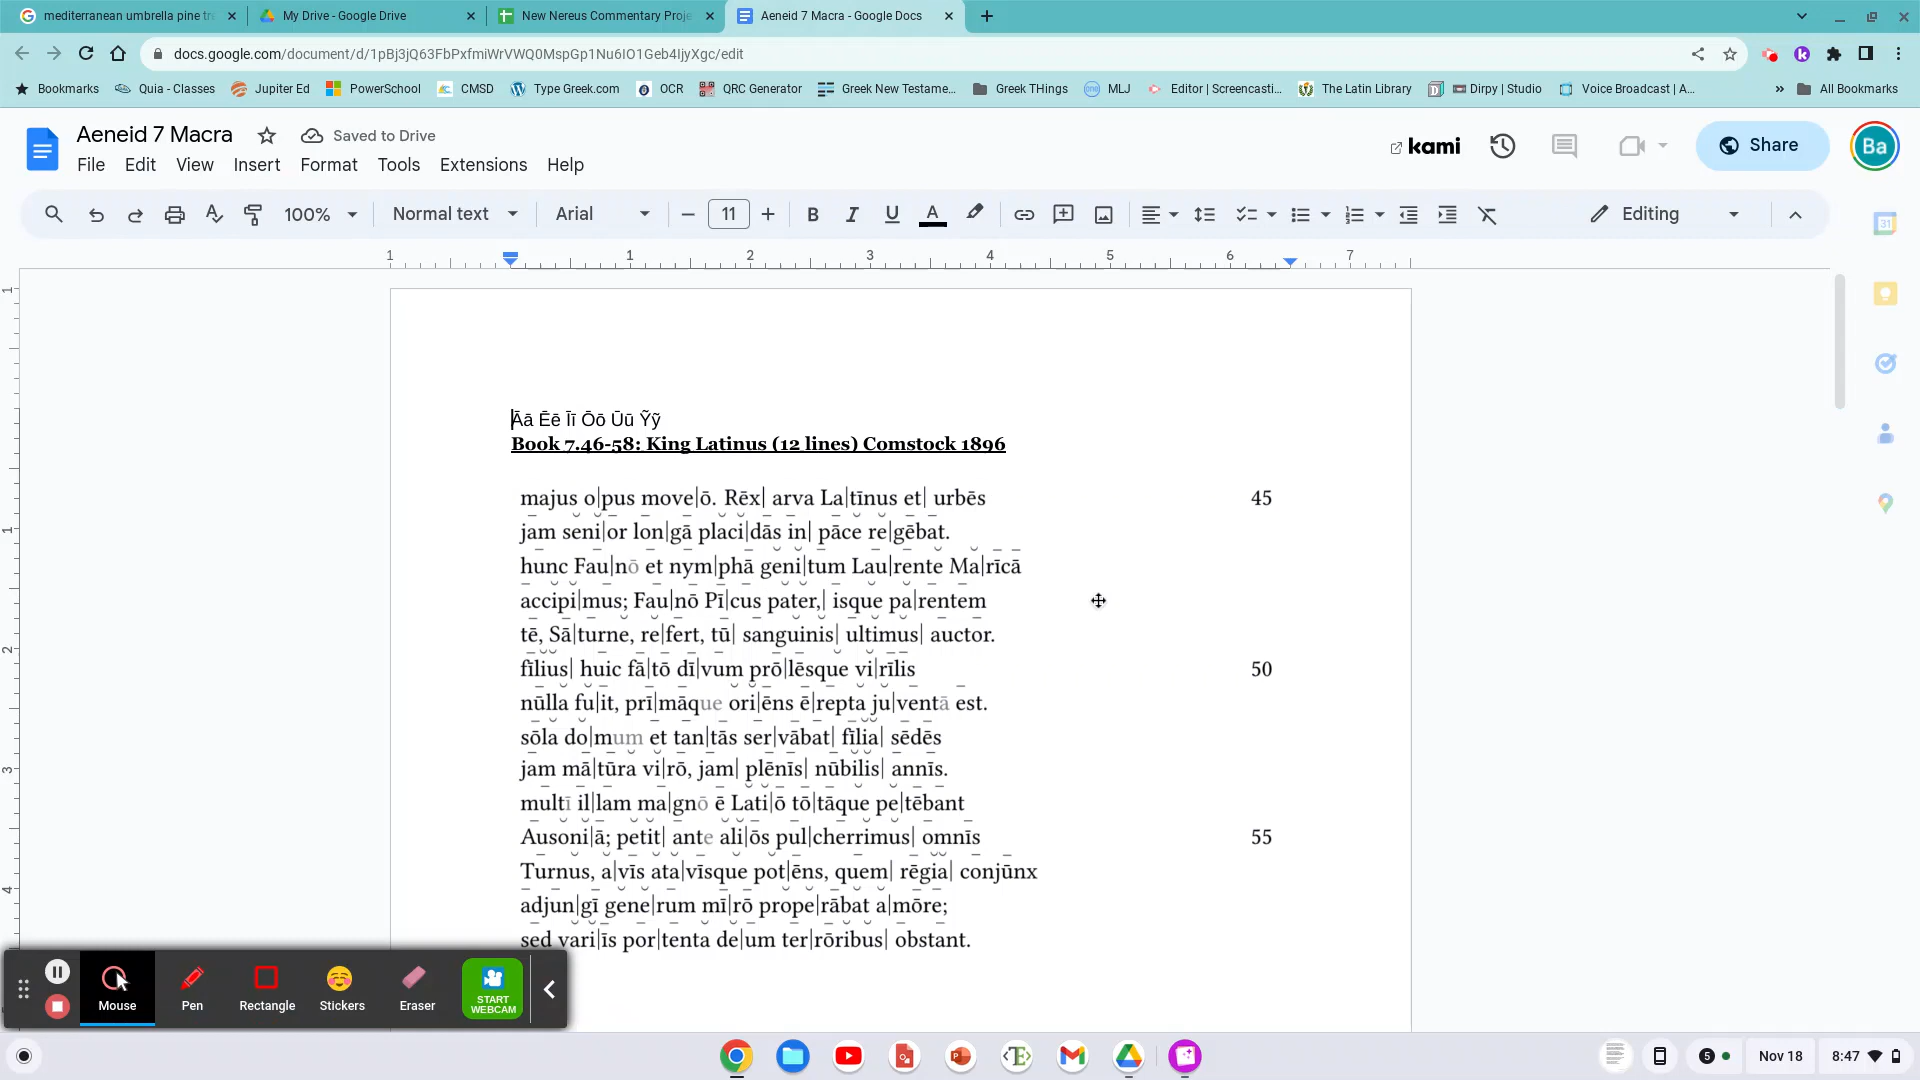 mediterranean umbrella pine tr
My Drive - Google Drive
New Nereus Commentary Proje
Aeneid 7 Macra - Google Docs
docs.google.com/document/d/1pBj3jQ63FbPxfmiWrVWQ0MspGp1Nu6IO1Geb4IjyXgc/edit
Bookmarks
Quia - Classes
Jupiter Ed
PowerSchool
CMSD
Type Greek.com
OCR
QRC Generator
Greek New Testame...
Greek THings
MLJ
Editor | Screencasti...
The Latin Library
Dirpy | Studio
Voice Broadcast | A...
»
All Bookmarks
Aeneid 7 Macra
Saved to Drive
File Edit View Insert Format Tools Extensions Help
kami
Share
Ba
100%
Normal text
Arial
11
Editing
1 1 2 3 4 5 6 7
Āā Ēē Īī Ōō Ūū Ȳȳ
Book 7.46-58: King Latinus (12 lines) Comstock 1896
majus o|pus move|ō. Rēx| arva La|tīnus et| urbēs 45
jam seni|or lon|gā placi|dās in| pāce re|gēbat.
hunc Fau|nō et nym|phā geni|tum Lau|rente Ma|rīcā
accipi|mus; Fau|nō Pī|cus pater,| isque pa|rentem
tē, Sā|turne, re|fert, tū| sanguinis| ultimus| auctor.
fīlius| huic fā|tō dī|vum prō|lēsque vi|rīlis 50
nūlla fu|it, prī|māque ori|ēns ē|repta ju|ventā est.
sōla do|mum et tan|tās ser|vābat| fīlia| sēdēs
jam mā|tūra vi|rō, jam| plēnīs| nūbilis| annīs.
multī il|lam ma|gnō ē Lati|ō tō|tāque pe|tēbant
Ausoni|ā; petit| ante ali|ōs pul|cherrimus| omnīs 55
Turnus, a|vīs ata|vīsque pot|ēns, quem| rēgia| conjūnx
adjun|gī gene|rum mī|rō prope|rābat a|mōre;
sed vari|īs por|tenta de|um ter|rōribus| obstant.
Mouse
Pen
Rectangle
Stickers
Eraser
START
WEBCAM
5
Nov 18
8:47